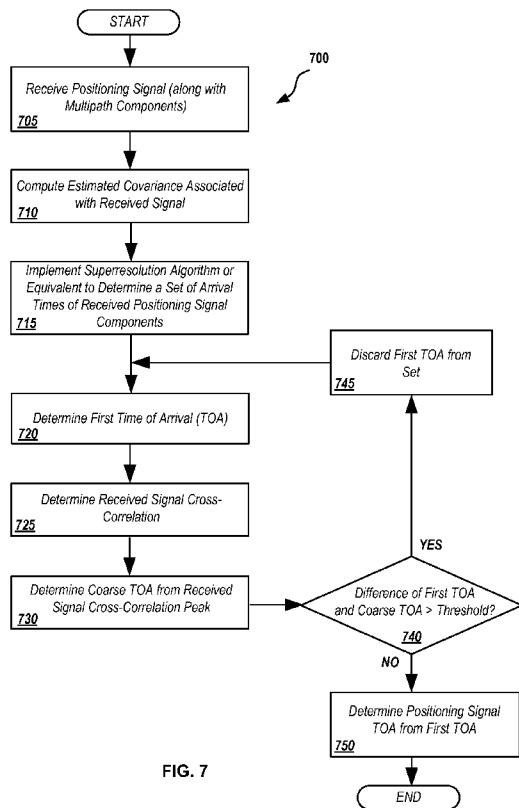 START
700
Receive Positioning Signal (along with
Multipath Components)
705
Compute Estimated Covariance Associated
with Received Signal
710
Implement Superresolution Algorithm or
Equivalent to Determine a Set of Arrival
Times of Received Positioning Signal
Components
715
Discard First TOA from
Set
745
Determine First Time of Arrival (TOA)
720
Determine Received Signal Cross-
Correlation
725
YES
Determine Coarse TOA from Received
Signal Cross-Correlation Peak
730
Difference of First TOA
and Coarse TOA > Threshold?
740
NO
Determine Positioning Signal
TOA from First TOA
750
FIG. 7
END